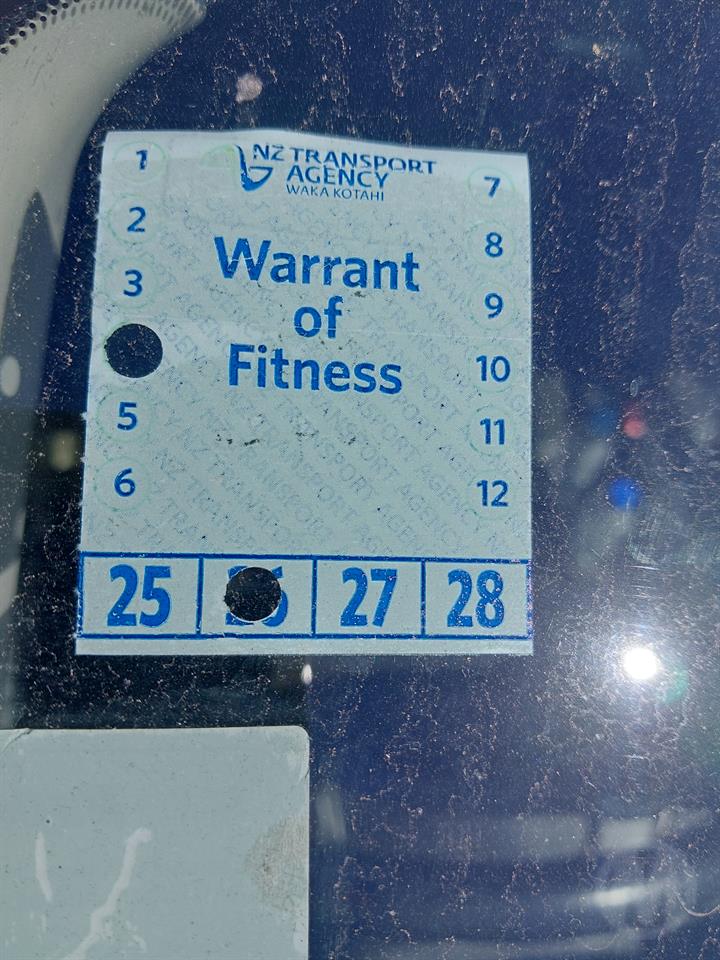 NZ TRANSPORT
AGENCY
WAKA KOTAHI
Warrant
of
Fitness
1
2
3
5
6
7
8
9
10
11
12
25
27
28